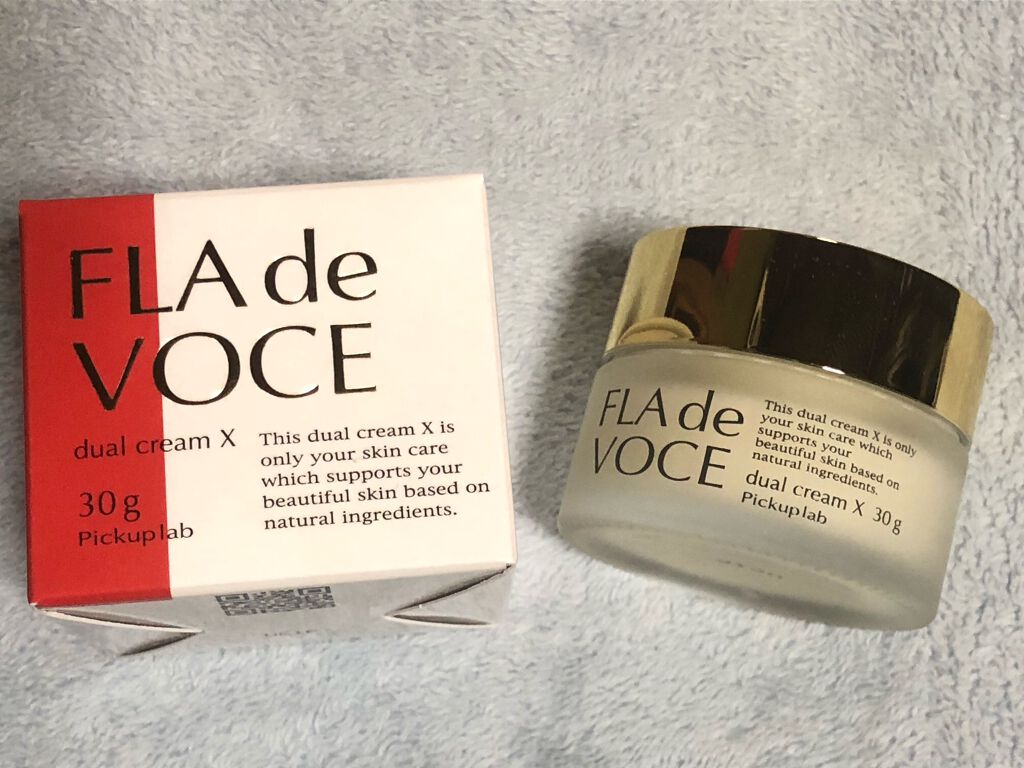 FLA de
VOCE
dual cream X
30g
Pickuplab
This dual cream X is
only your skin care
which supports your
beautiful skin based on
natural ingredients.
FLA de
VOCE
This dual cream X is only
your skin care which
supports your
beautiful skin based on
natural ingredients.
dual cream X 30g
Pickuplab